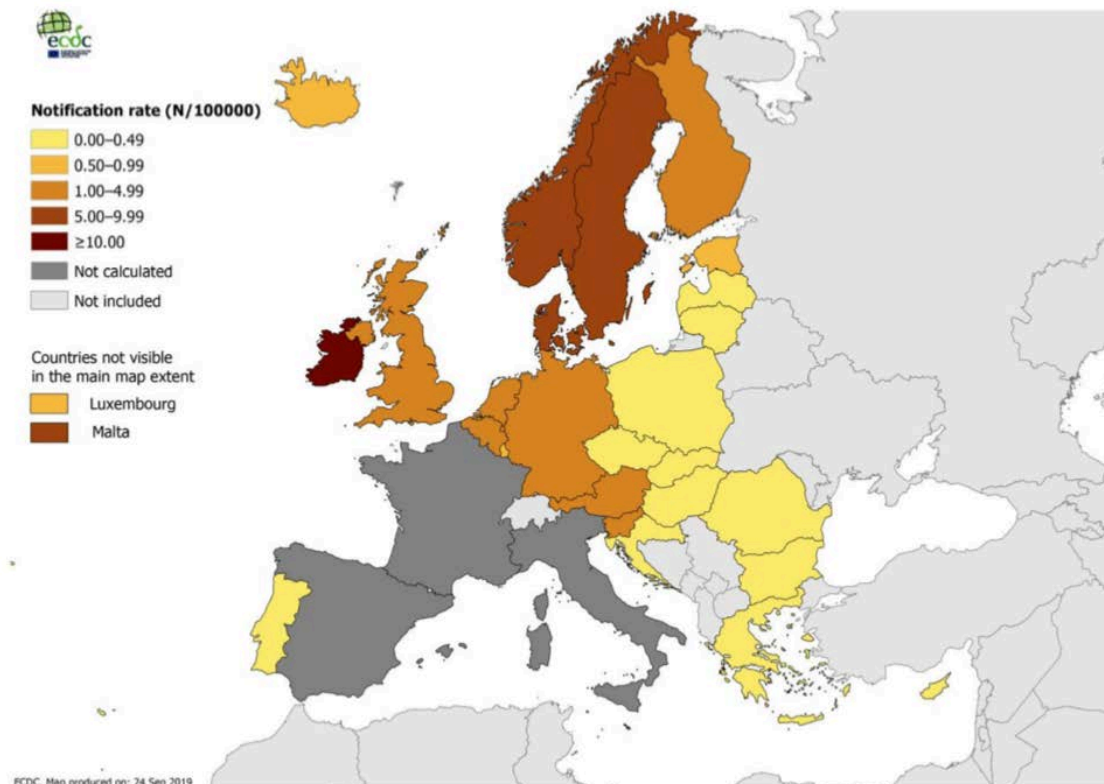 ecdc
Notification rate (N/100000)
0.00–0.49
0.50–0.99
1.00–4.99
5.00–9.99
≥10.00
Not calculated
Not included
Countries not visible
in the main map extent
Luxembourg
Malta
ECDC. Map produced on: 24 Sep 2019